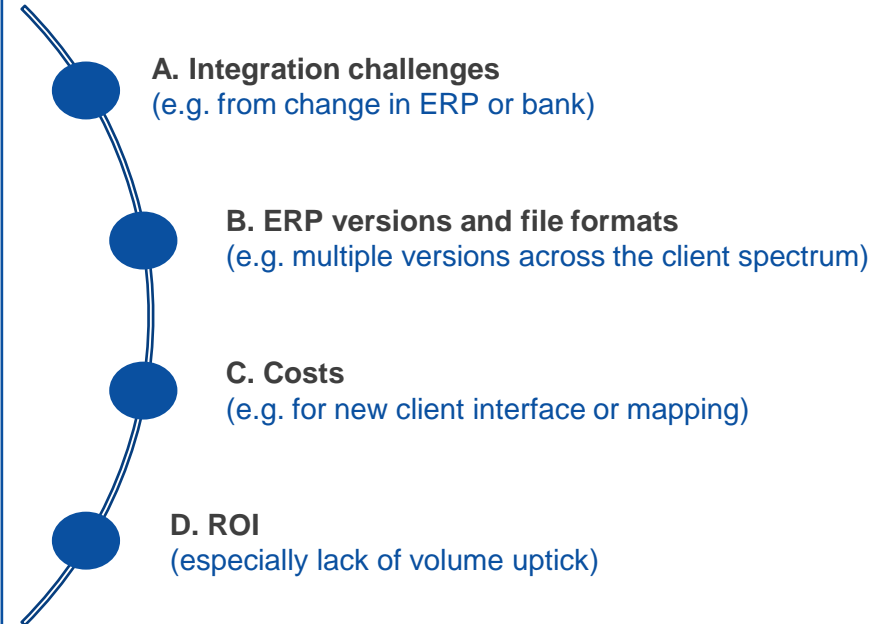 A. Integration challenges
(e.g. from change in ERP or bank)
B. ERP versions and file formats
(e.g. multiple versions across the client spectrum)
C. Costs
(e.g. for new client interface or mapping)
D. ROI
(especially lack of volume uptick)